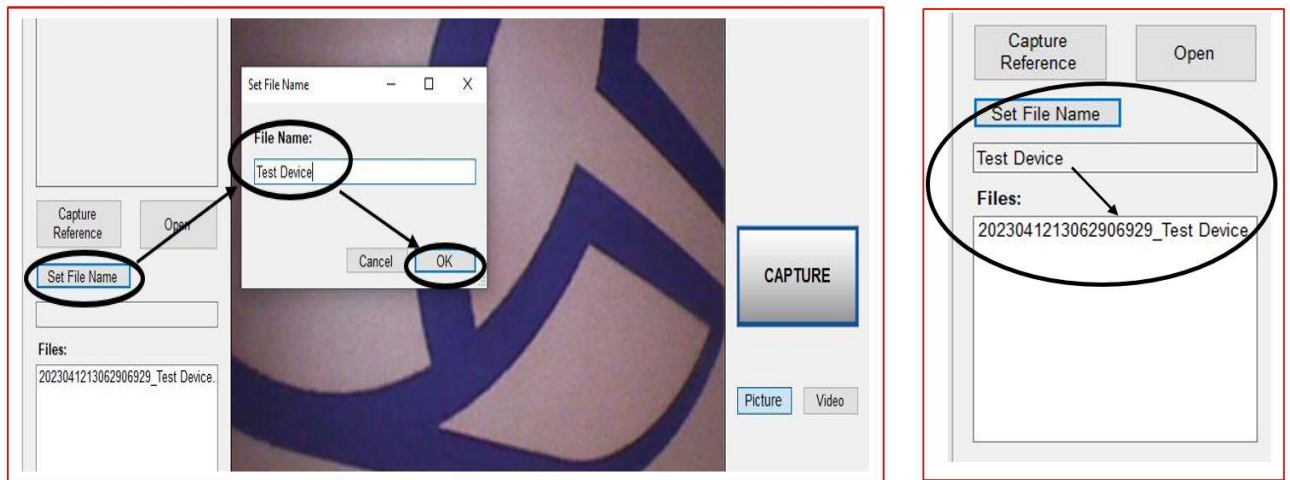 Set File Name
File Name:
Test Device
Cancel
OK
Capture
Reference
Open
Set File Name
Files:
2023041213062906929_Test Device.
CAPTURE
Picture
Video
Capture
Reference
Open
Set File Name
Test Device
Files:
2023041213062906929_Test Device.